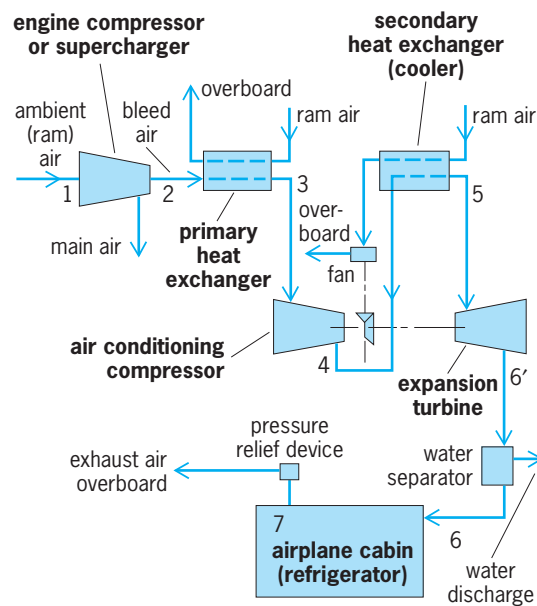 engine compressor
or supercharger
secondary
heat exchanger
(cooler)
overboard
ambient
(ram)
air
bleed
air
ram air
ram air
1
2
3
5
main air
primary
heat
exchanger
over-
board
fan
air conditioning
compressor
4
expansion
turbine
6′
pressure
relief device
exhaust air
overboard
water
separator
7
6
airplane cabin
(refrigerator)
water
discharge